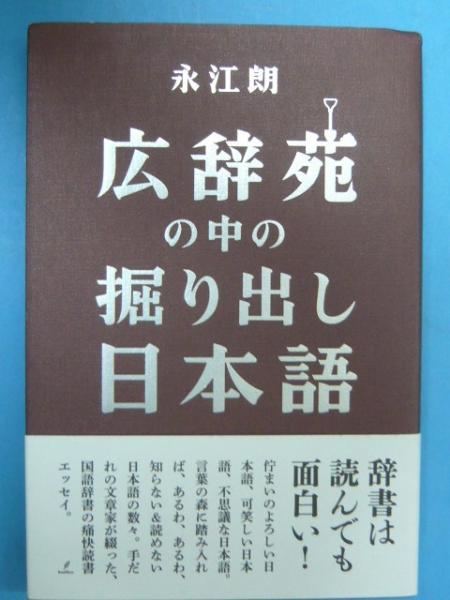 永江朗
広辞苑
の中の
掘り出し
日本語
辞書は
読んでも
面白い!
佇まいのよろしい日
本語、可笑しい日本
語、不思議な日本語。
言葉の森に踏み入れ
ば、あるわ、あるわ、
知らない&読めない
日本語の数々。手だ
れの文章家が綴った、
国語辞書の痛快読書
エッセイ。